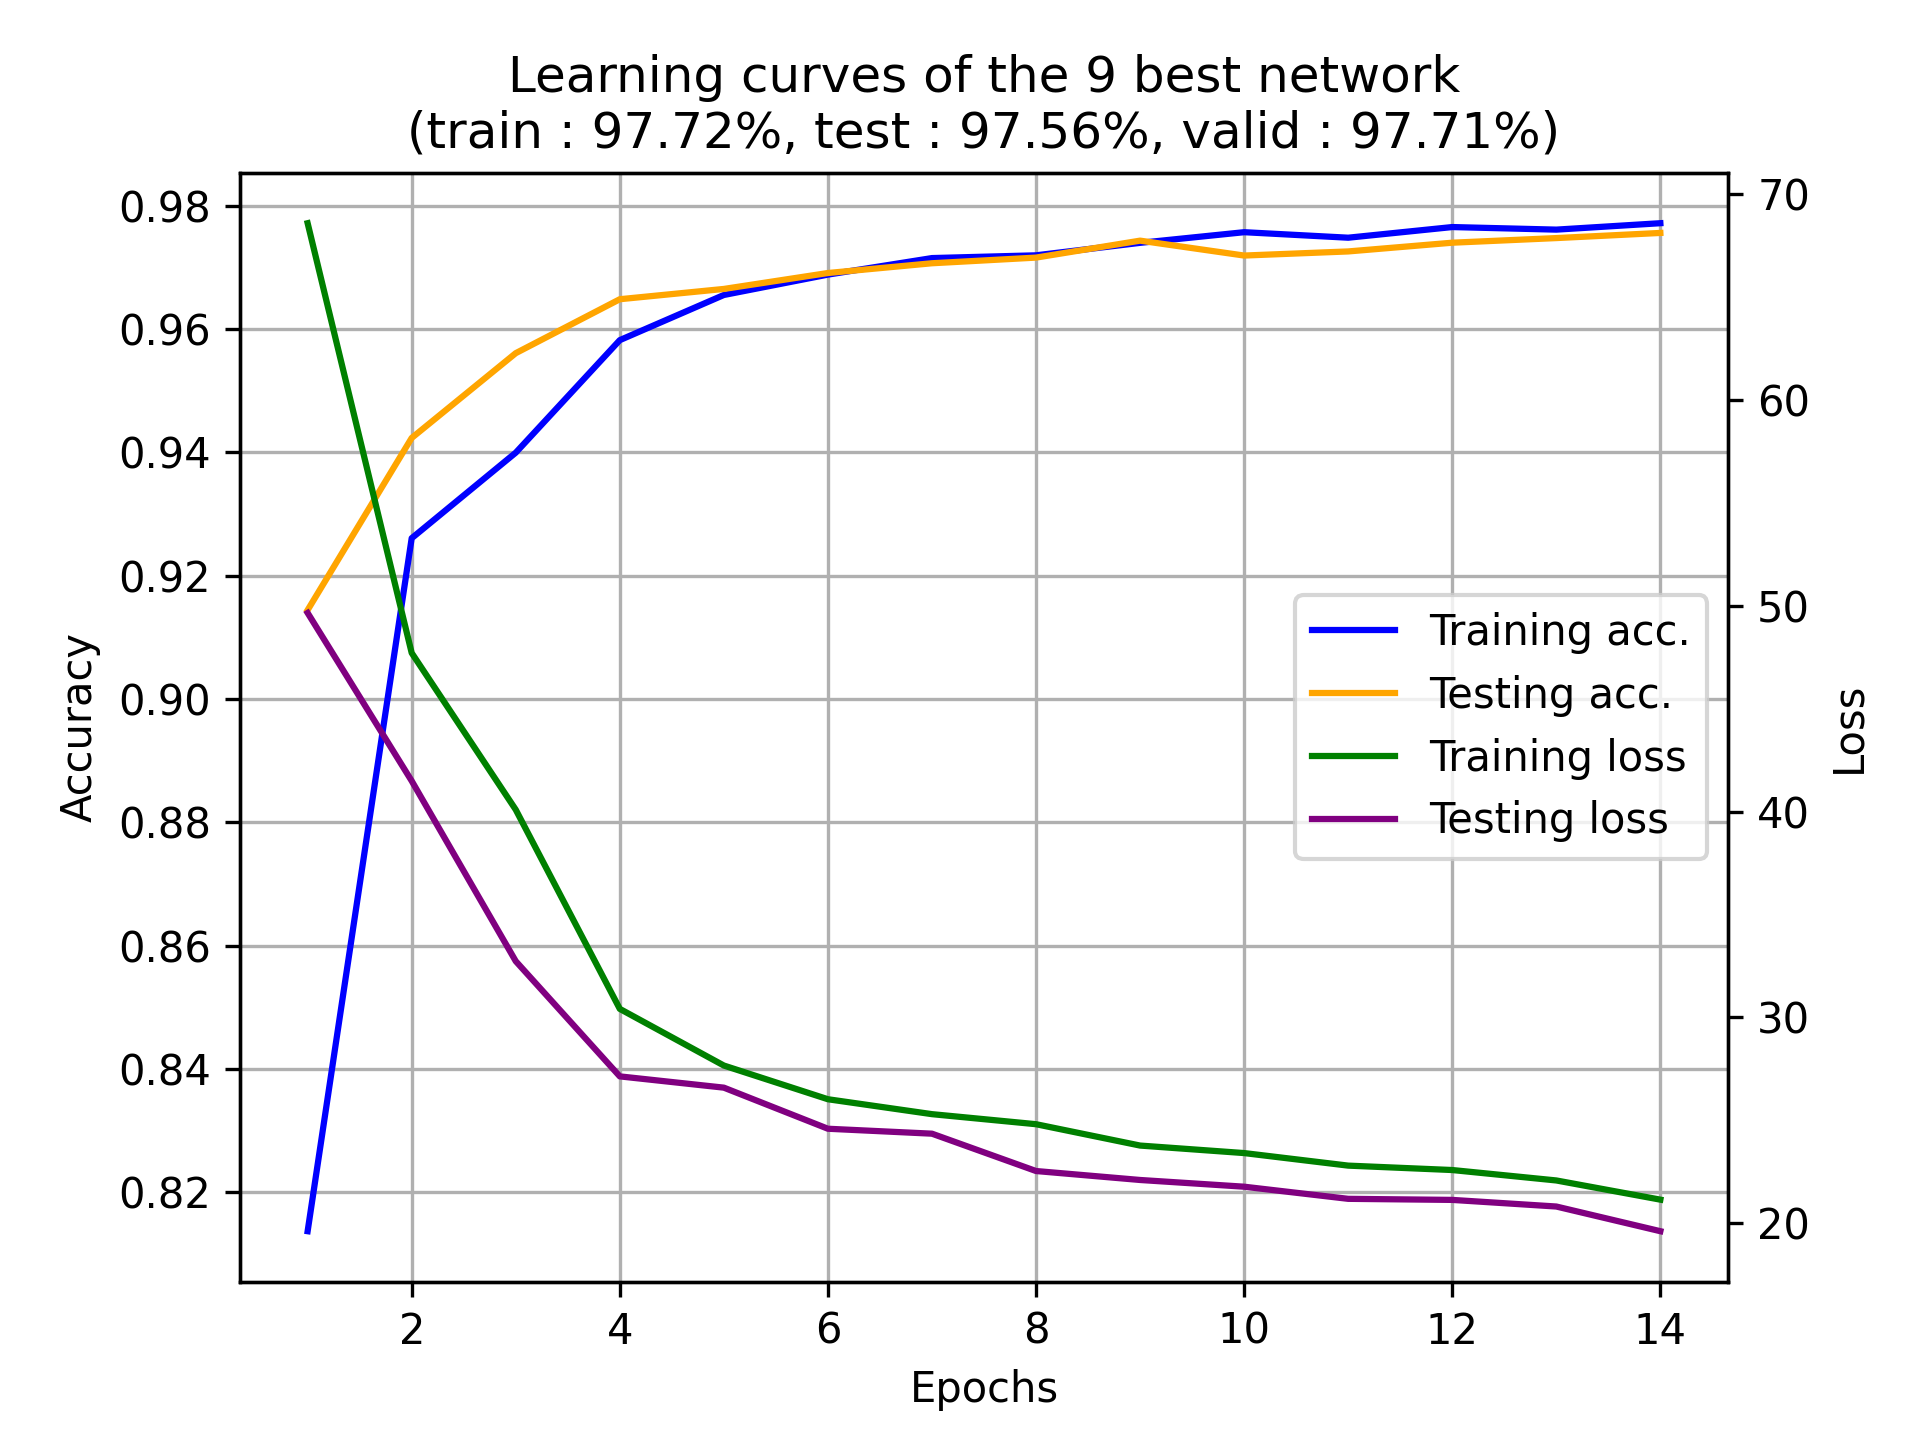 Learning curves of the 9 best network
(train : 97.72%, test : 97.56%, valid : 97.71%)
0.98
0.96
0.94
0.92
0.90
0.88
0.86
0.84
0.82
Accuracy
70
60
50
40
30
20
Loss
Training acc.
Testing acc.
Training loss
Testing loss
2 4 6 8 10 12 14
Epochs